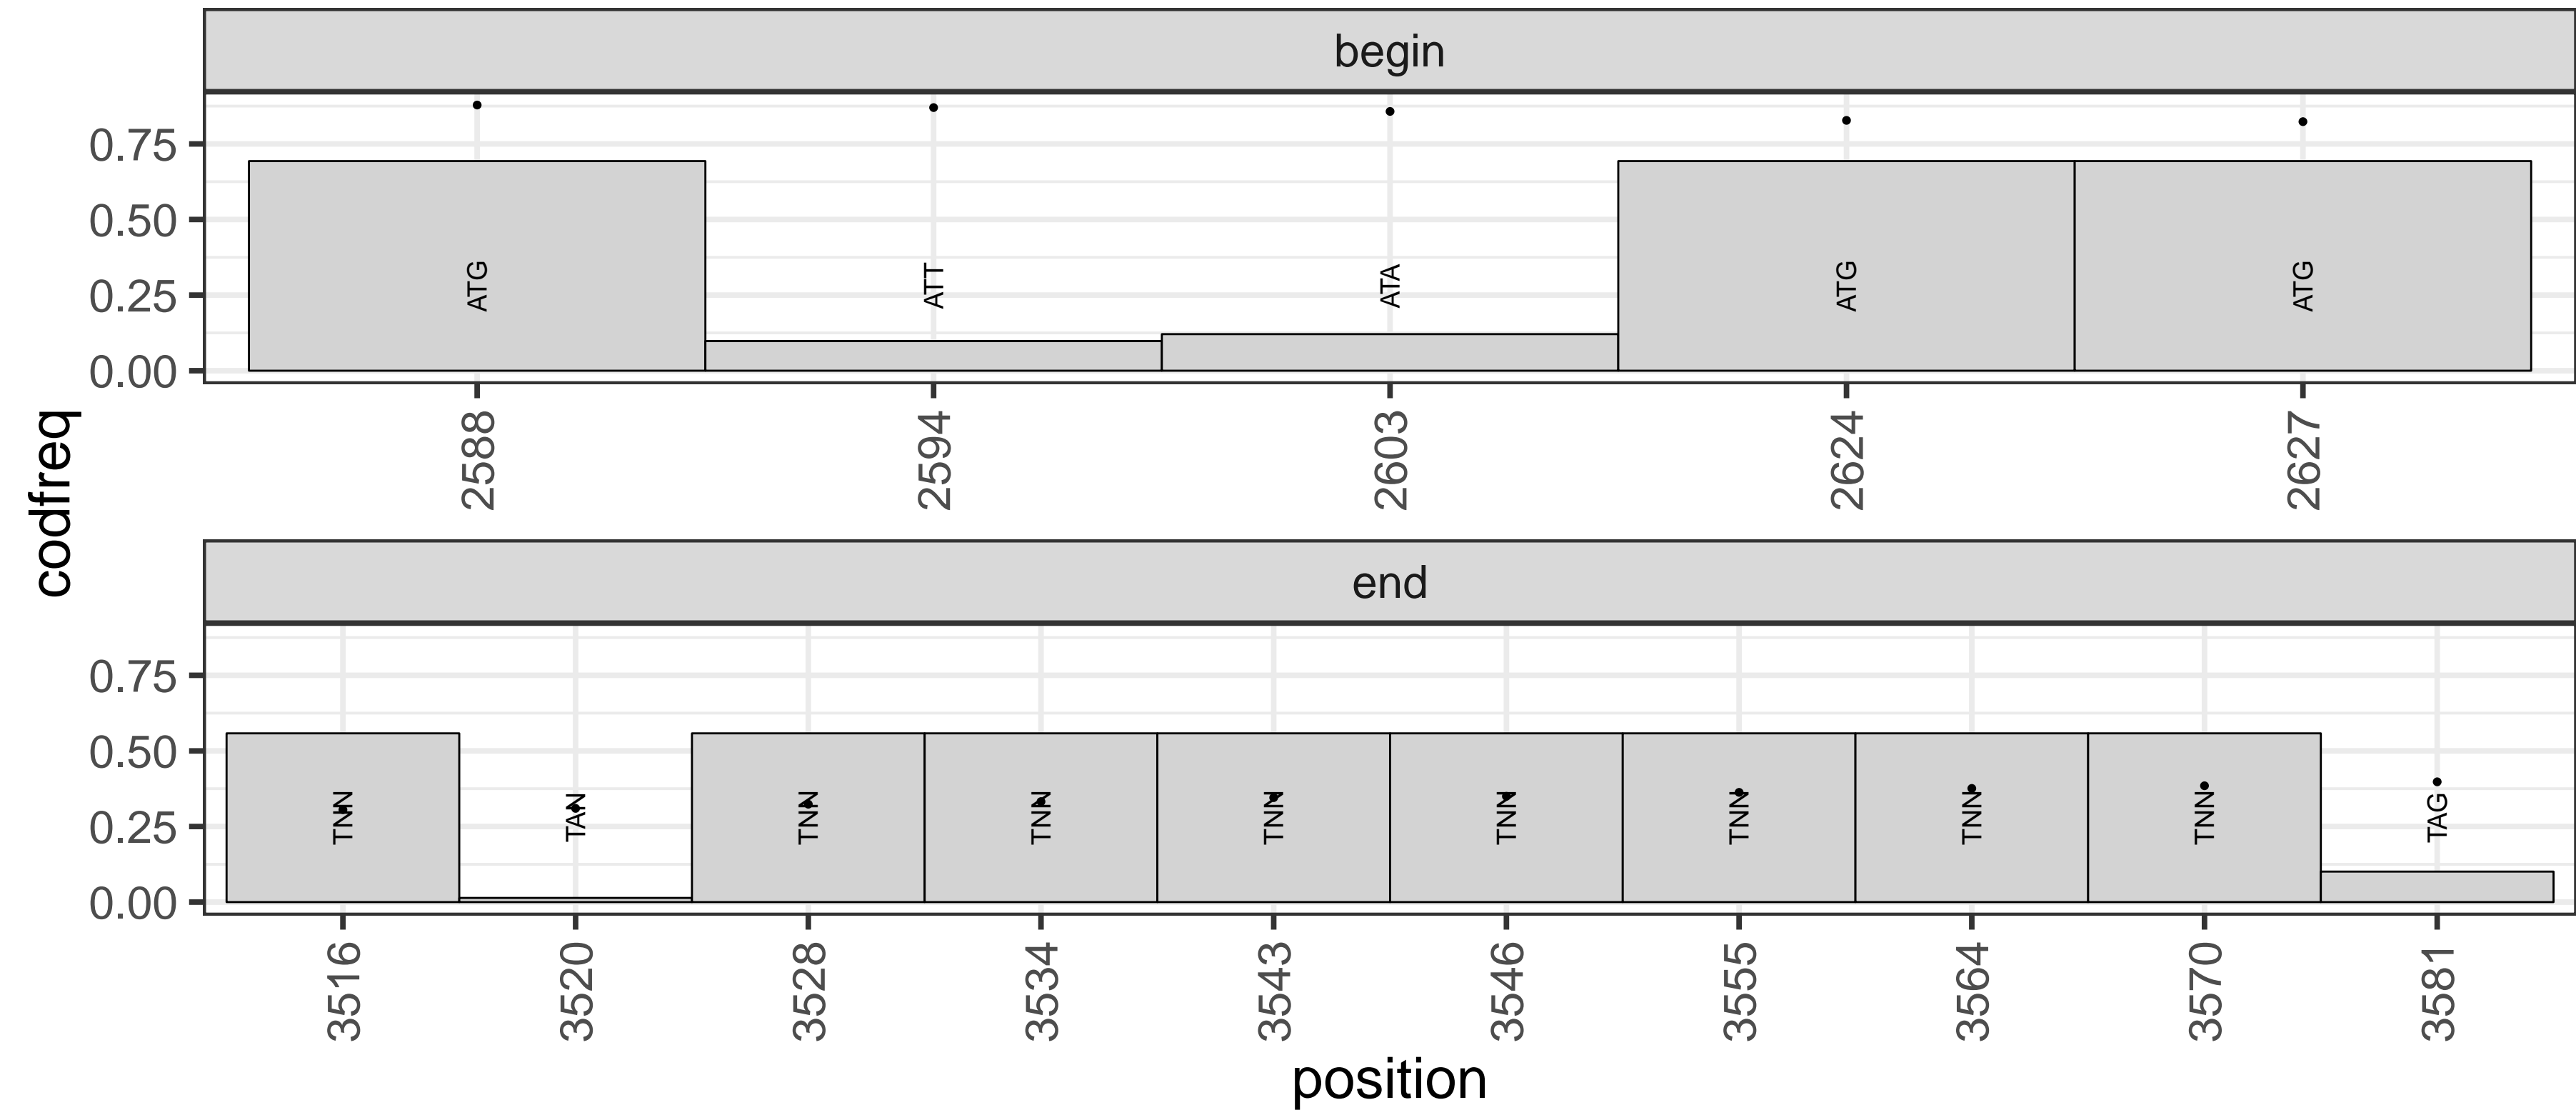 begin
0.75
0.50
0.25
0.00
ATG
ATT
ATA
ATG
ATG
2588
2594
2603
2624
2627
codfreq
end
0.75
0.50
0.25
0.00
TNN
TAN
TNN
TNN
TNN
TNN
TNN
TNN
TNN
TAG
3516
3520
3528
3534
3543
3546
3555
3564
3570
3581
position